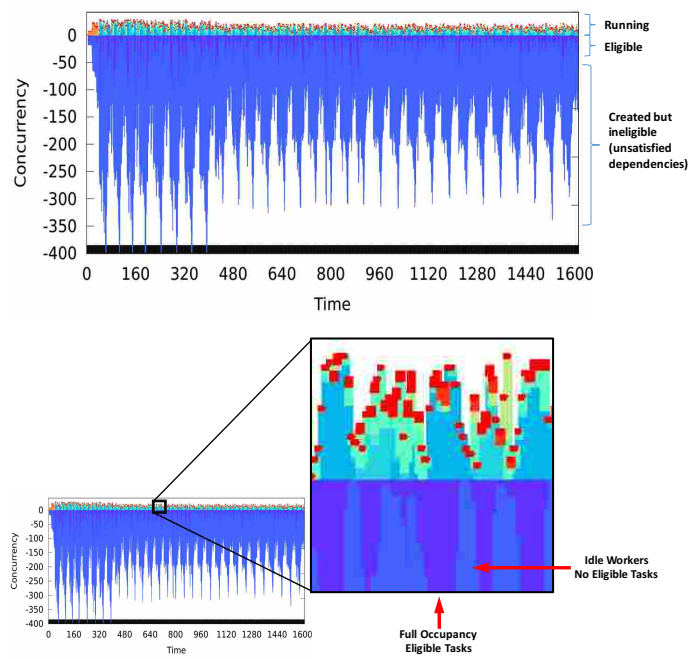 0
-50
-100
-150
-200
-250
-300
-350
-400
Concurrency
0 160 320 480 640 800 960 1120 1280 1440 1600
Time
Running
Eligible
Created but
ineligible
(unsatisfied
dependencies)
0
-50
-100
-150
-200
-250
-300
-350
-400
Concurrency
0 160 320 480 640 800 960 1120 1280 1440 1600
Time
Idle Workers
No Eligible Tasks
Full Occupancy
Eligible Tasks